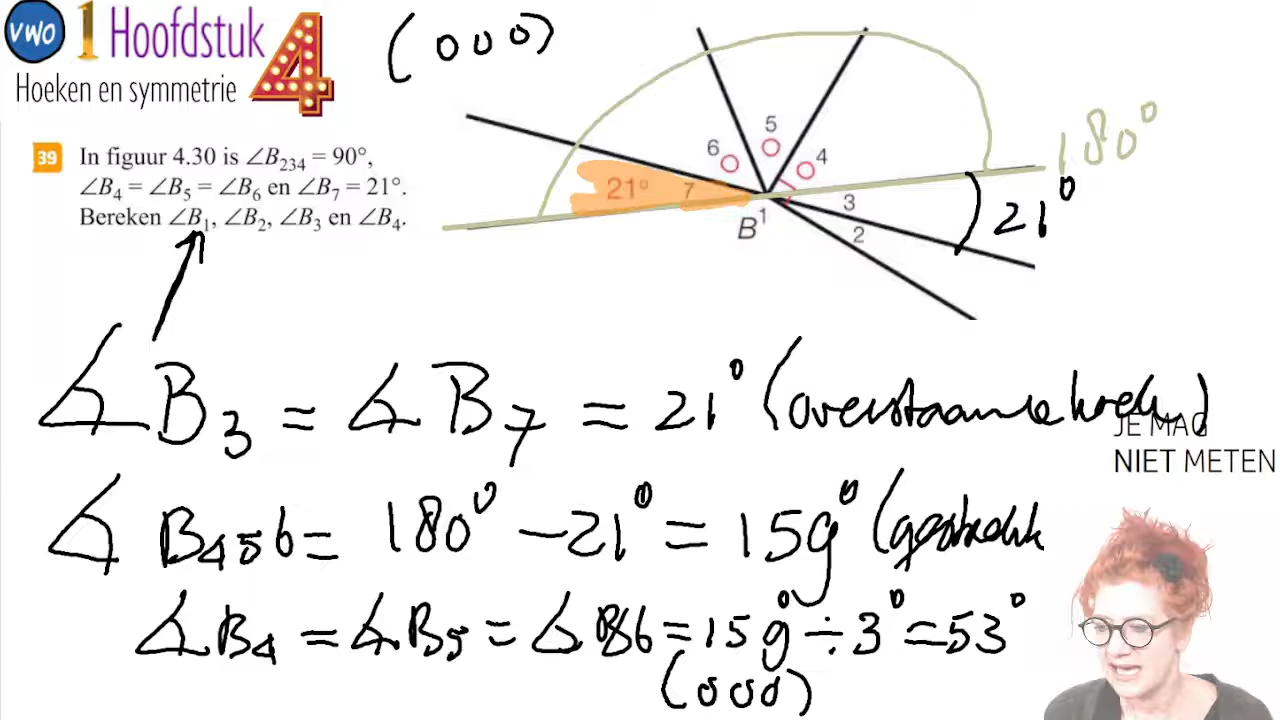 VWO 1 Hoofdstuk 4
Hoeken en symmetrie
(ooo)
39 In figuur 4.30 is ∠B234 = 90°,
∠B4 = ∠B5 = ∠B6 en ∠B7 = 21°.
Bereken ∠B1, ∠B2, ∠B3 en ∠B4.
6 5 4
21° 7 3
B 1 2
180°
21°
∠B3 = ∠B7 = 21° (overstaande hoek)
JE MAG
NIET METEN
∠B456 = 180° - 21° = 159° (gestrekte
∠B4 = ∠B5 = ∠B6 = 159° ÷ 3° = 53°
(ooo)